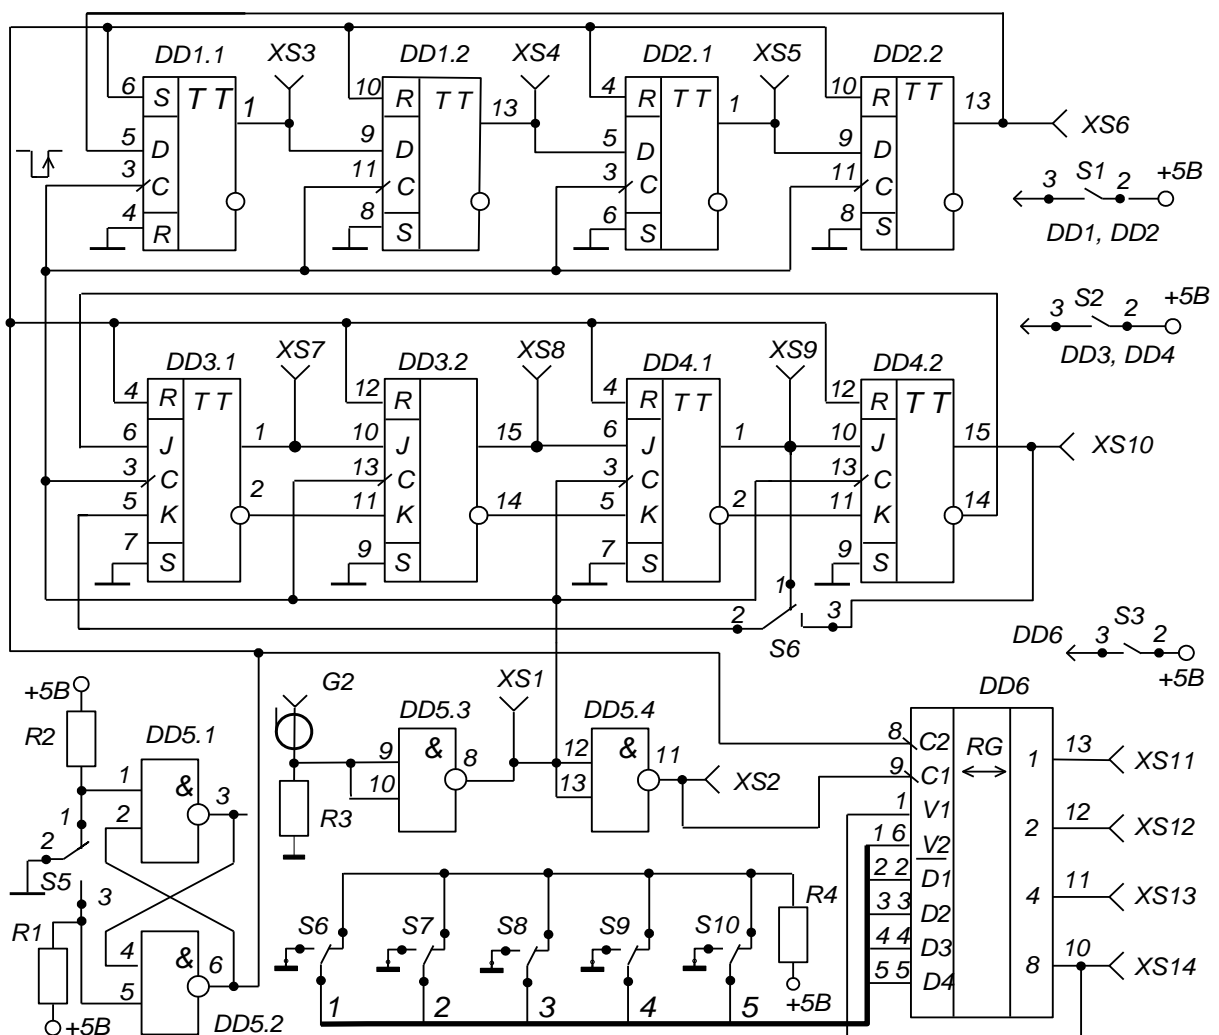 DD1.1 XS3 DD1.2 XS4 DD2.1 XS5 DD2.2
6 S TT 1
5 D
3 C
4 R
10 R TT 13
9 D
11 C
8 S
4 R TT 1
5 D
3 C
6 S
10 R TT 13 XS6
9 D
11 C
8 S
3 S1 2 +5B
DD1, DD2
3 S2 2 +5B
DD3, DD4
DD3.1 XS7 DD3.2 XS8 DD4.1 XS9 DD4.2
4 R TT
6 J 1
3 C
5 K 2
7 S
12 R
10 J 15
13 C
11 K 14
9 S
4 R TT
6 J 1
3 C
5 K 2
7 S
12 R TT
10 J 15 XS10
13 C
11 K 14
9 S
1
2 3
S6
DD6 3 S3 2
+5B
+5B
R2
DD5.1
1 & 3
2
1
2
S5
3
R1
4 & 6
5
+5B DD5.2
G2
R3
DD5.3
9 & 8
10
XS1
DD5.4
12 & 11
13
XS2
DD6
8 C2 RG 1 13 XS11
9 C1
1 V1 2 12 XS12
1 6 V2
2 2 D1 4 11 XS13
3 3 D2
4 4 D3 8 10 XS14
5 5 D4
S6 S7 S8 S9 S10 R4
+5B
1 2 3 4 5